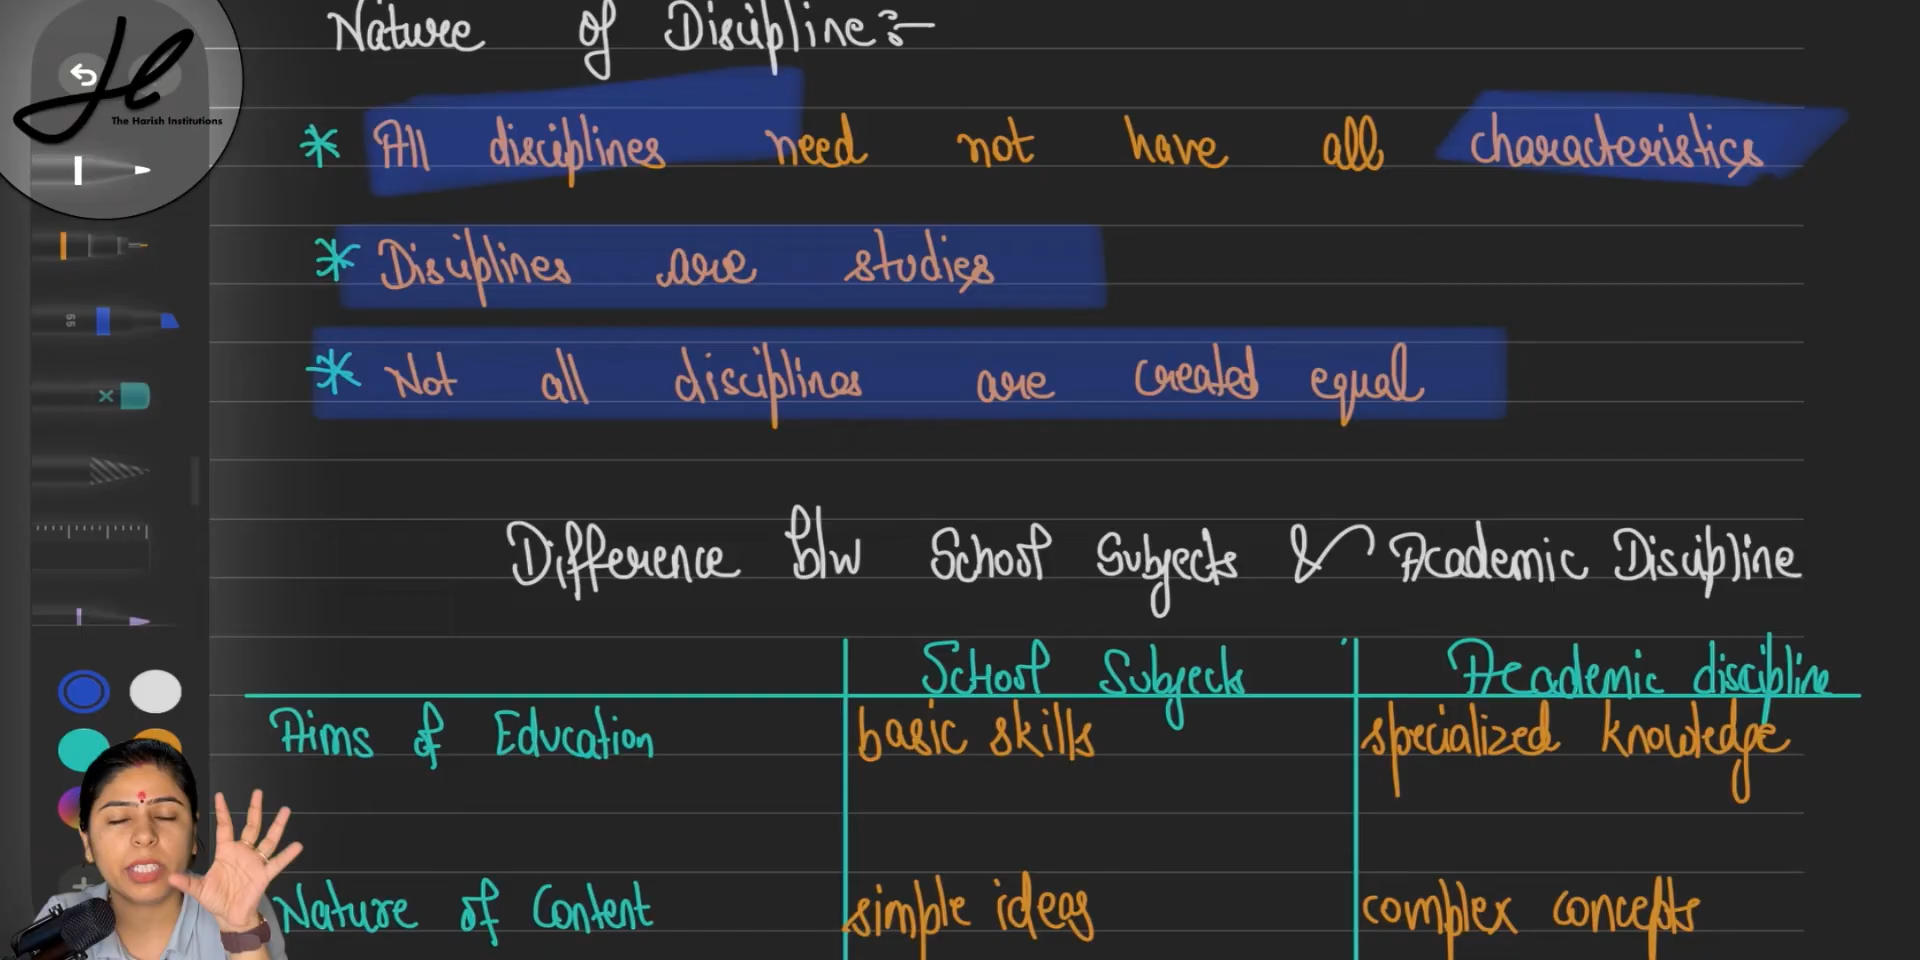 Nature of Discipline:-
The Harish Institutions
* All disciplines need not have all characteristics
* Disciplines are studies
* Not all disciplines are created equal
Difference b/w School Subjects & Academic Discipline
School Subjects Academic discipline
Aims of Education basic skills specialized knowledge
Nature of Content simple ideas complex concepts